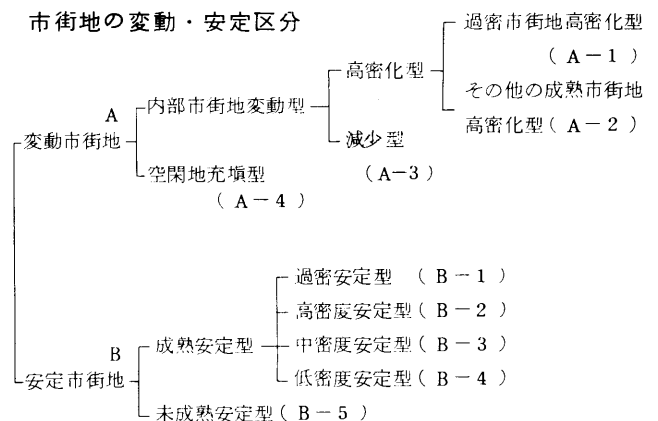 市街地の変動・安定区分
過密市街地高密化型
( A-1 )
高密化型
その他の成熟市街地
高密化型( A-2 )
内部市街地変動型
A
変動市街地
減少型
( A-3 )
空閑地充塡型
( A-4 )
過密安定型 ( B-1 )
高密度安定型( B-2 )
B
成熟安定型
中密度安定型( B-3 )
安定市街地
低密度安定型( B-4 )
未成熟安定型( B-5 )